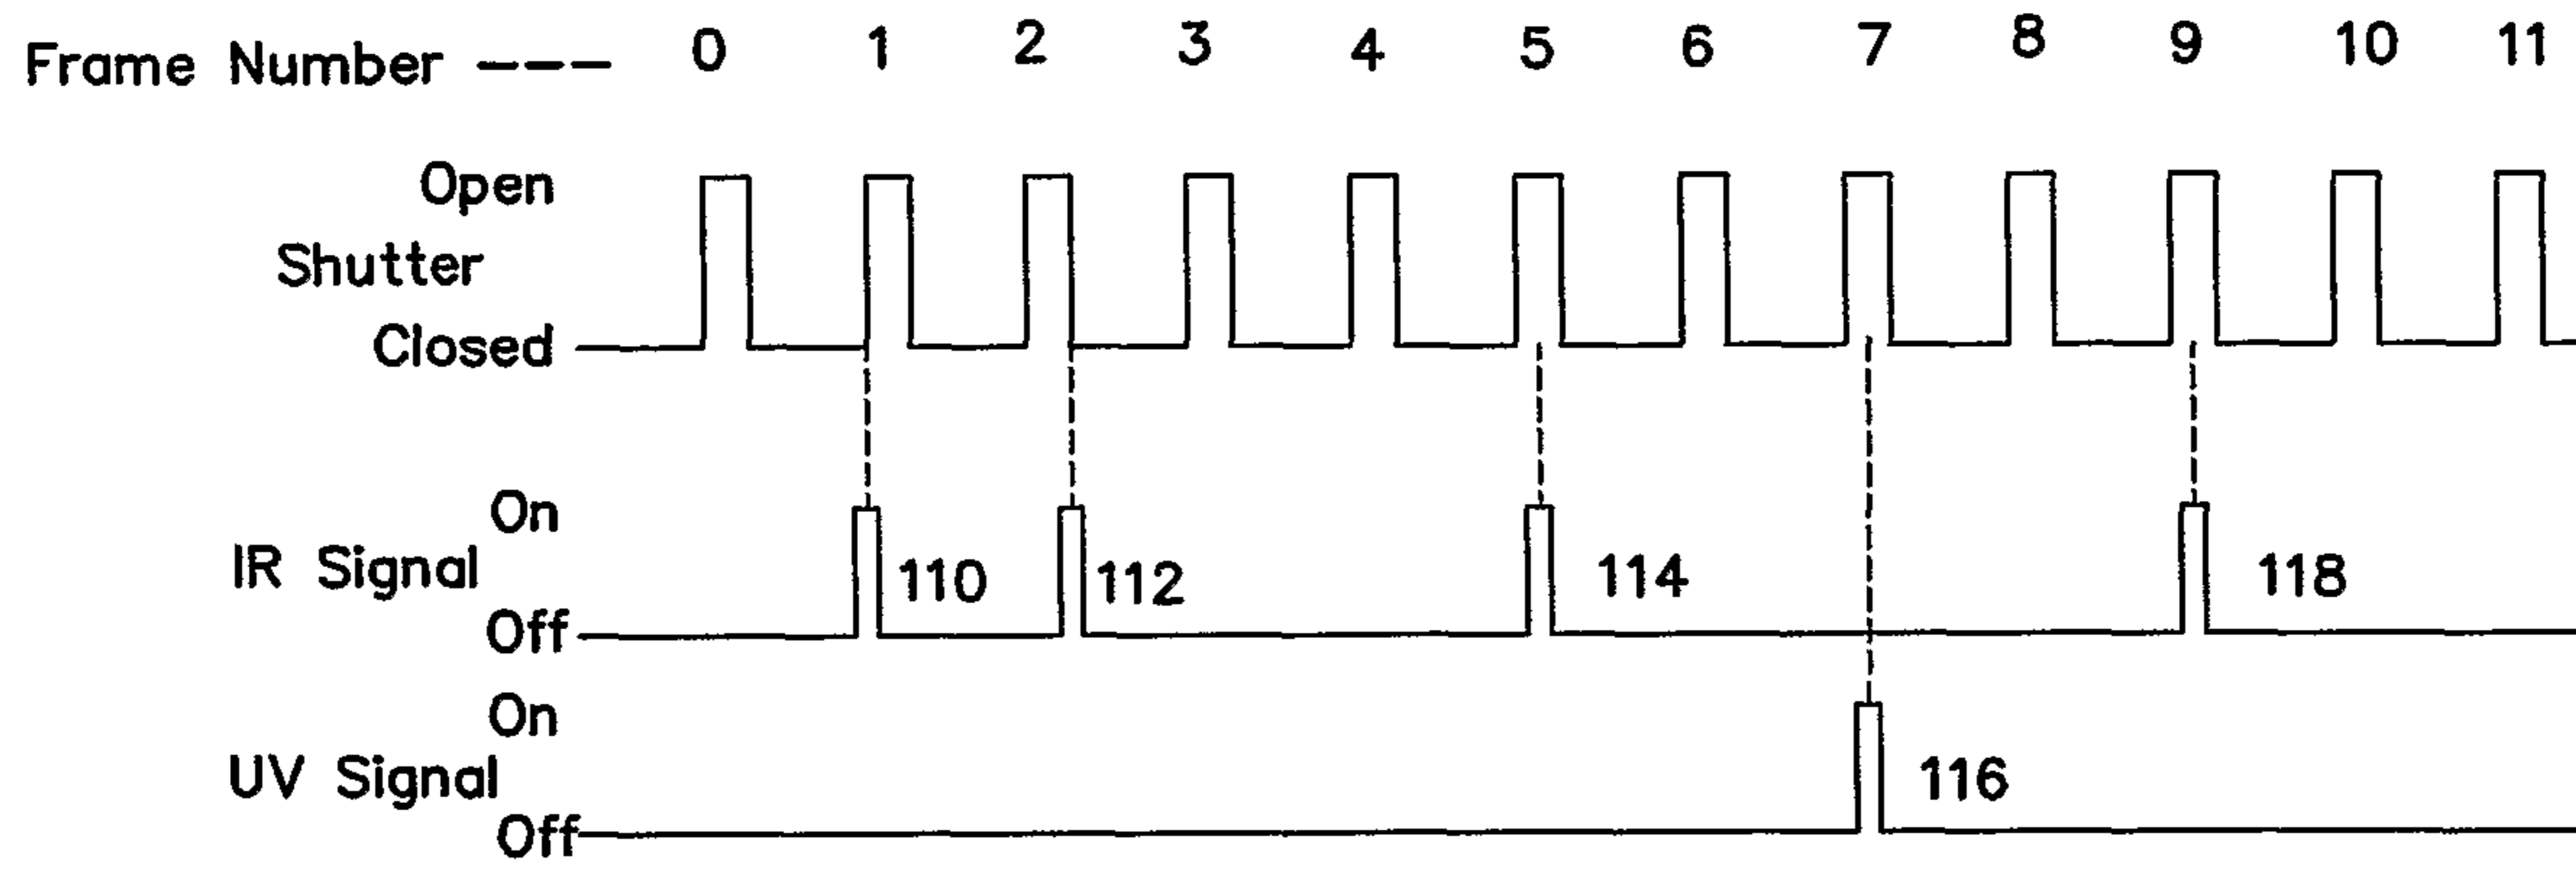 Frame Number --- 0 1 2 3 4 5 6 7 8 9 10 11
Open
Shutter
Closed
On
IR Signal 110 112 114 118
Off
On
UV Signal 116
Off